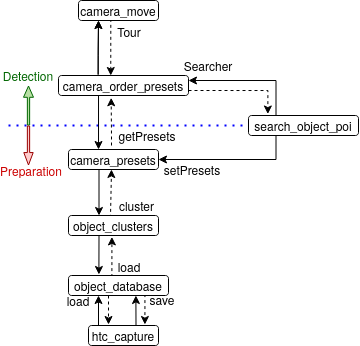 camera_move
Tour
Searcher
Detection
camera_order_presets
search_object_poi
getPresets
camera_presets
Preparation
setPresets
cluster
object_clusters
load
object_database
load
save
htc_capture